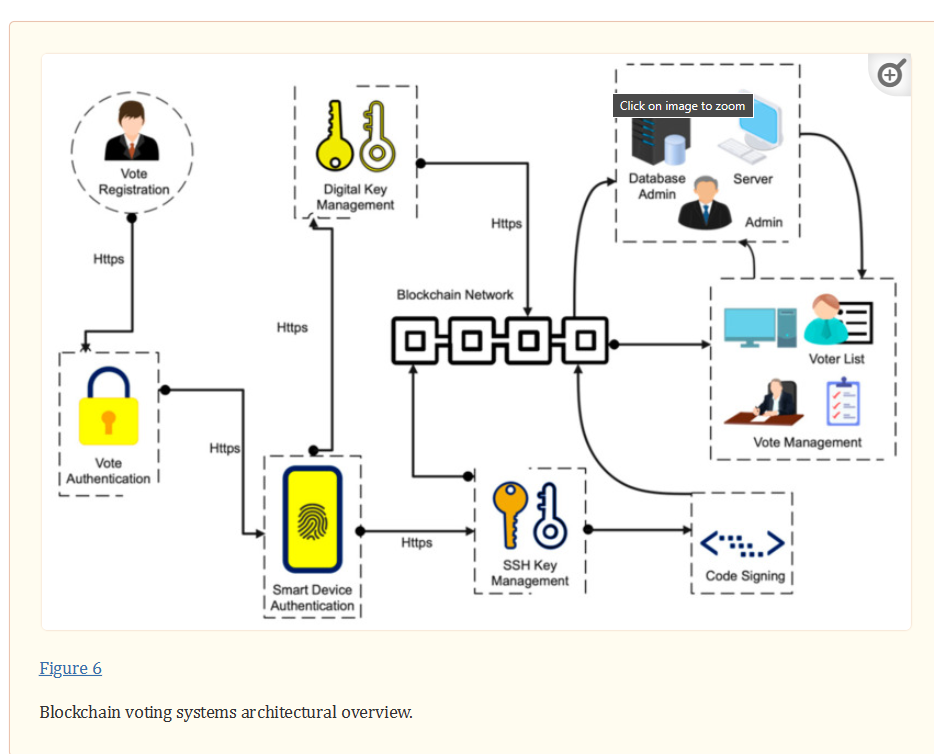 Vote
Registration
Https
Digital Key
Management
Https
Https
Click on image to zoom
Database
Admin
Server
Admin
Blockchain Network
Voter List
Vote Management
Vote
Authentication
Https
Smart Device
Authentication
Https
SSH Key
Management
Code Signing
Figure 6
Blockchain voting systems architectural overview.